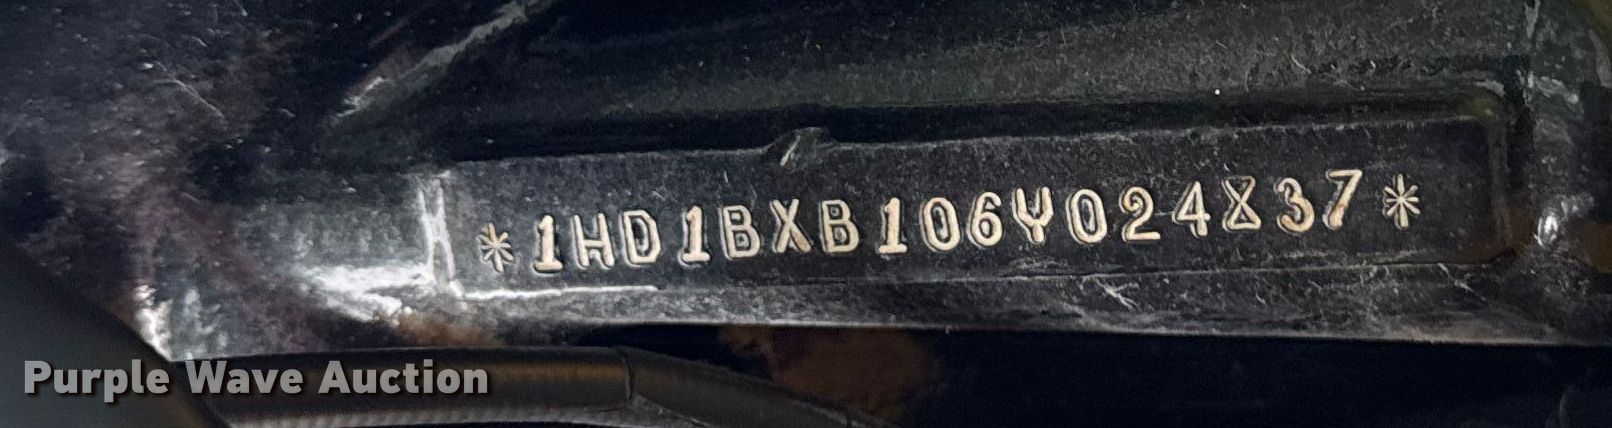 *1HD1BXB106Y024837*
Purple Wave Auction